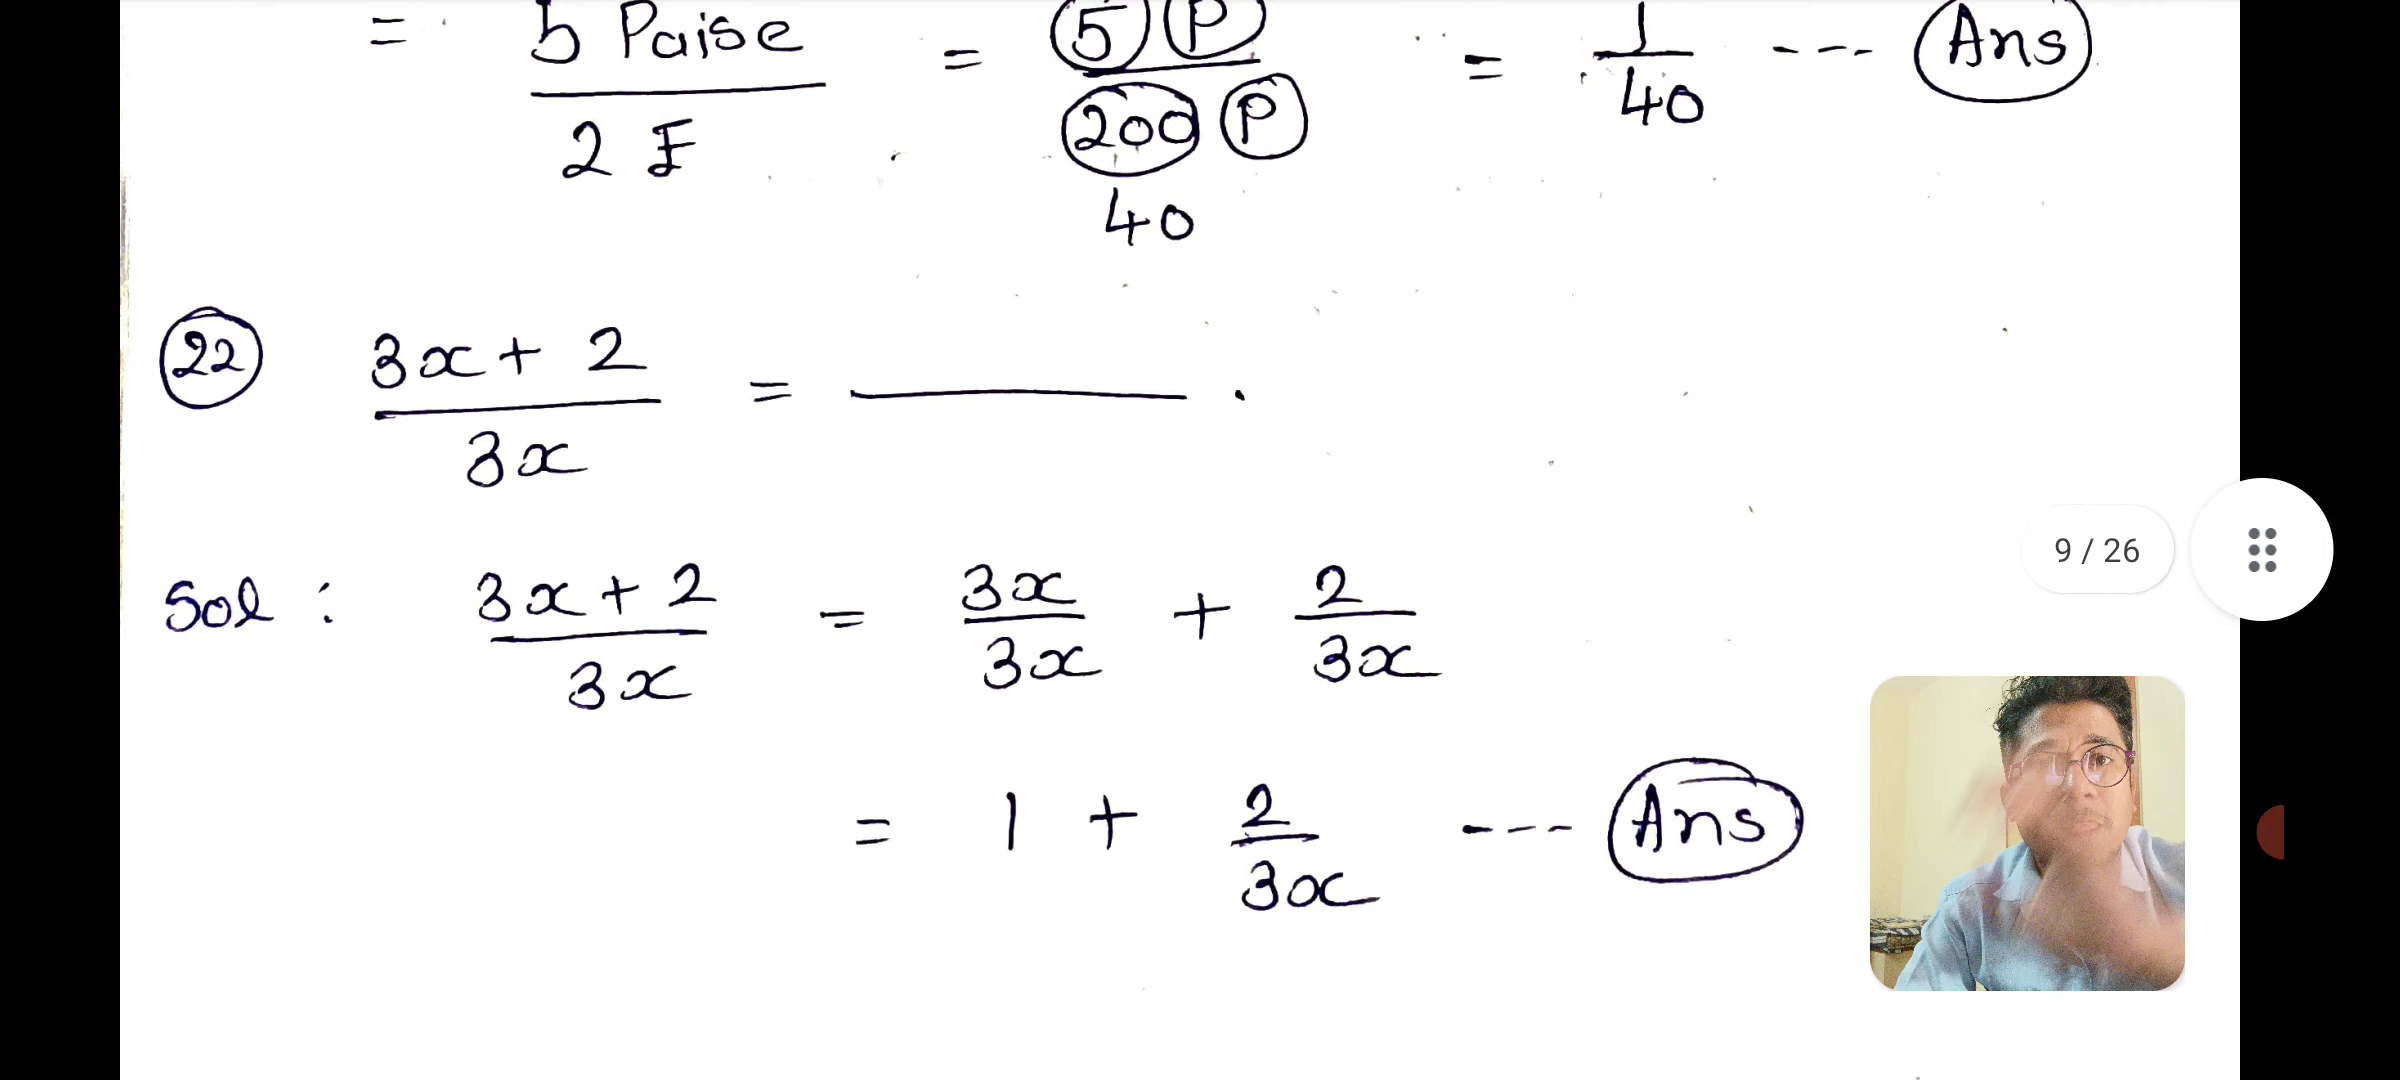 = 5 Paise / 2 ₹ = 5 P / 200 P = 1/40 --- Ans
40
22 3x + 2 / 3x = ______ .
Sol : 3x + 2 / 3x = 3x / 3x + 2 / 3x
9 / 26
= 1 + 2 / 3x --- Ans